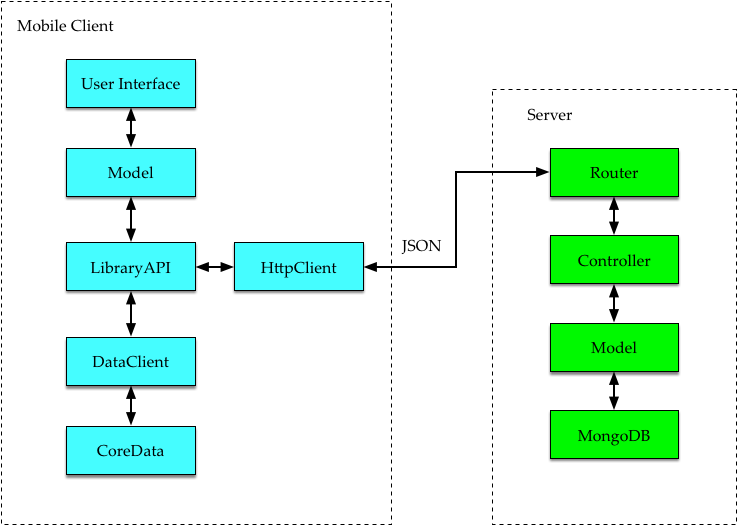 Mobile Client
User Interface
Model
LibraryAPI
HttpClient
DataClient
CoreData
JSON
Server
Router
Controller
Model
MongoDB